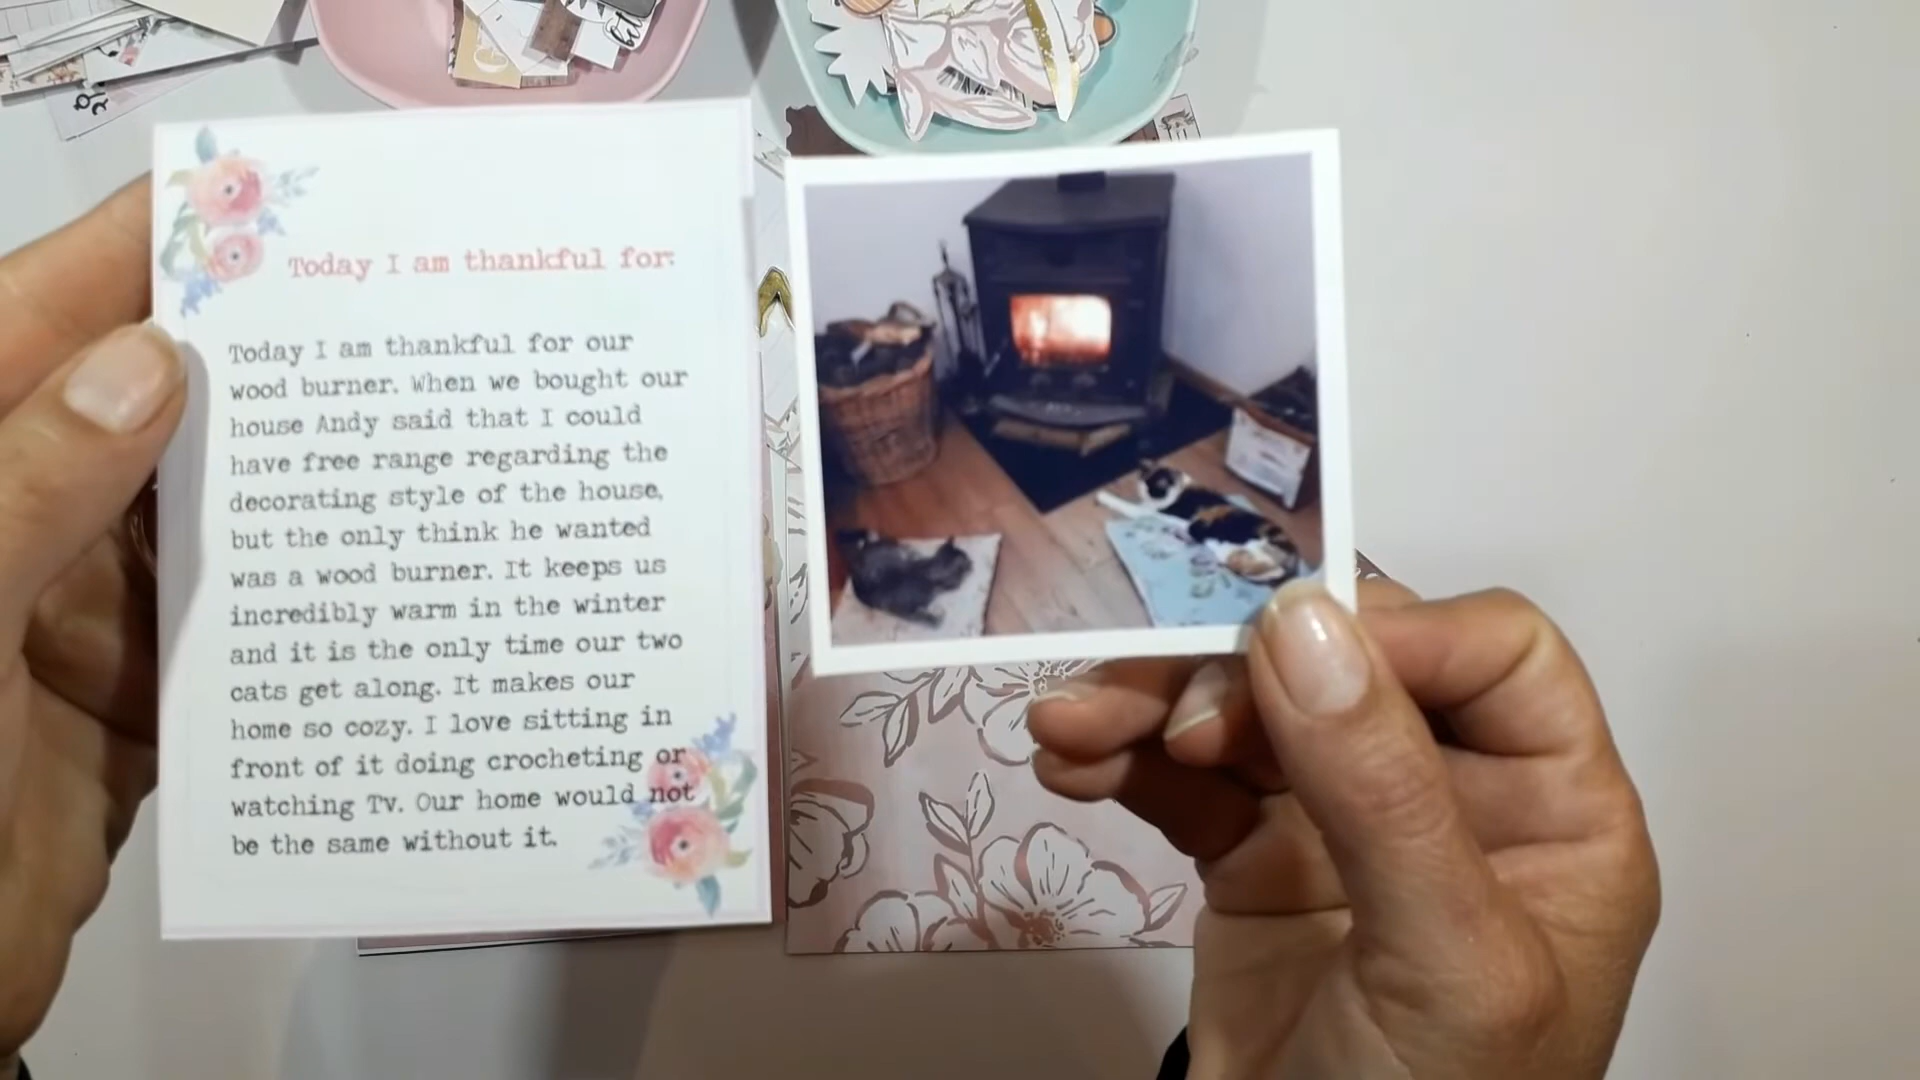 Today I am thankful for:
Today I am thankful for our
wood burner. When we bought our
house Andy said that I could
have free range regarding the
decorating style of the house,
but the only think he wanted
was a wood burner. It keeps us
incredibly warm in the winter
and it is the only time our two
cats get along. It makes our
home so cozy. I love sitting in
front of it doing crocheting or
watching Tv. Our home would not
be the same without it.